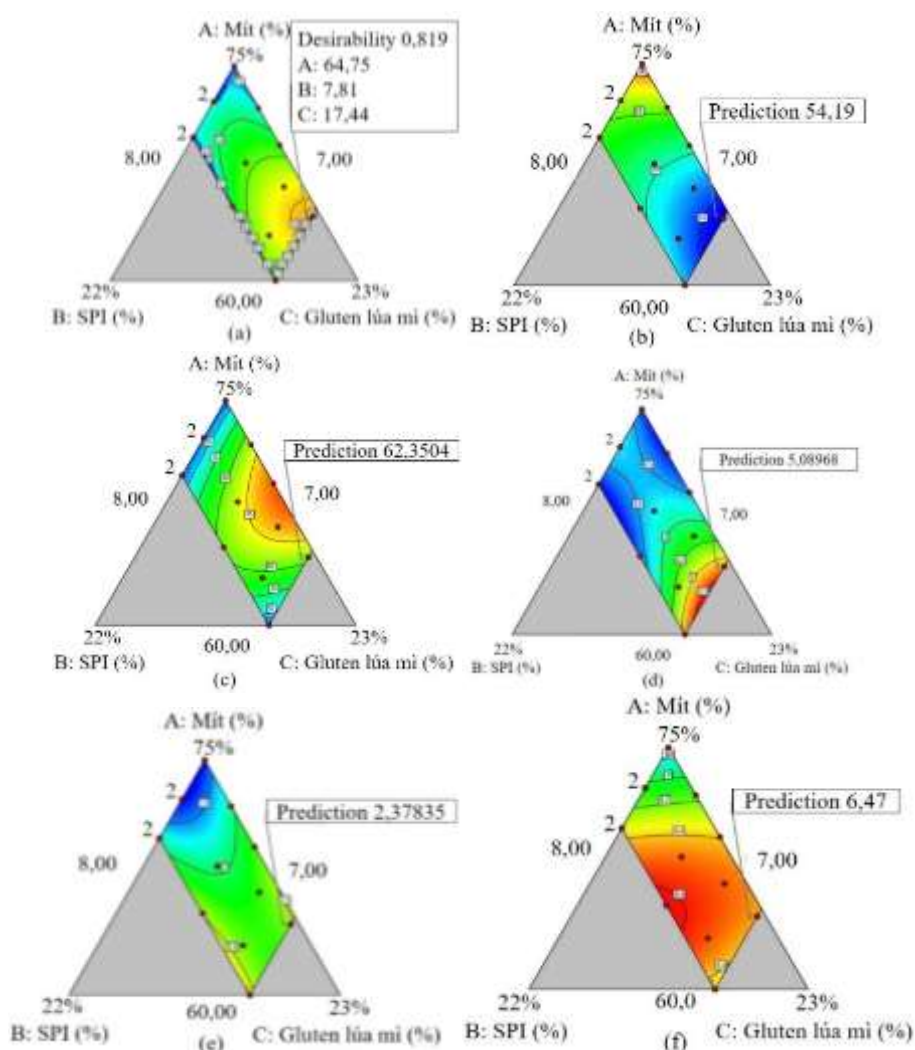 A: Mít (%)
75%
Desirability 0,819
A: 64,75
B: 7,81
C: 17,44
2
2
8,00
7,00
22%
60,00
23%
B: SPI (%)
C: Gluten lúa mì (%)
(a)
A: Mít (%)
75%
Prediction 54,19
2
2
8,00
7,00
22%
60,00
23%
B: SPI (%)
C: Gluten lúa mì (%)
(b)
A: Mít (%)
75%
Prediction 62,3504
2
2
8,00
7,00
22%
60,00
23%
B: SPI (%)
C: Gluten lúa mì (%)
(c)
A: Mít (%)
75%
Prediction 5,08968
2
2
8,00
7,00
22%
60,00
23%
B: SPI (%)
C: Gluten lúa mì (%)
(d)
A: Mít (%)
75%
Prediction 2,37835
2
2
8,00
7,00
22%
60,00
23%
B: SPI (%)
C: Gluten lúa mì (%)
(e)
A: Mít (%)
75%
Prediction 6,47
2
2
8,00
7,00
22%
60,0
23%
B: SPI (%)
C: Gluten lúa mì (%)
(f)